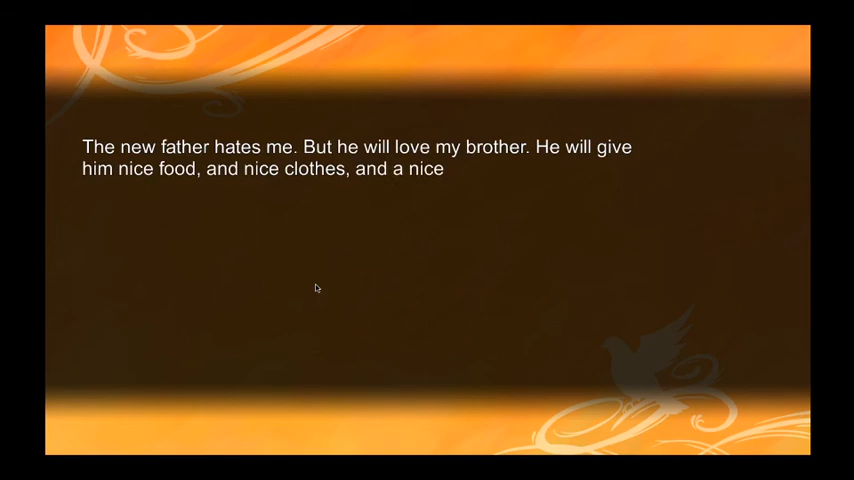 The new father hates me. But he will love my brother. He will give
him nice food, and nice clothes, and a nice